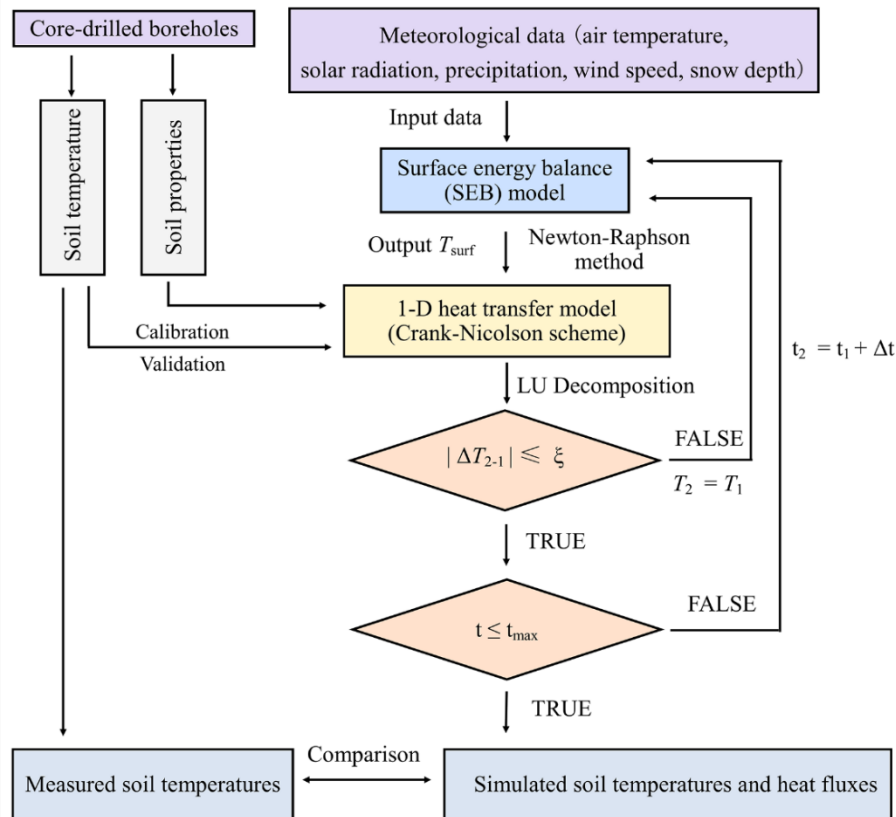 Core-drilled boreholes
Meteorological data（air temperature,
solar radiation, precipitation, wind speed, snow depth）
Input data
Soil temperature
Soil properties
Surface energy balance
(SEB) model
Output T_surf
Newton-Raphson
method
1-D heat transfer model
(Crank-Nicolson scheme)
Calibration
Validation
t₂ = t₁ + Δt
LU Decomposition
| ΔT₂₋₁ | ≤ ξ
FALSE
T₂ = T₁
TRUE
t ≤ t_max
FALSE
TRUE
Measured soil temperatures
Comparison
Simulated soil temperatures and heat fluxes